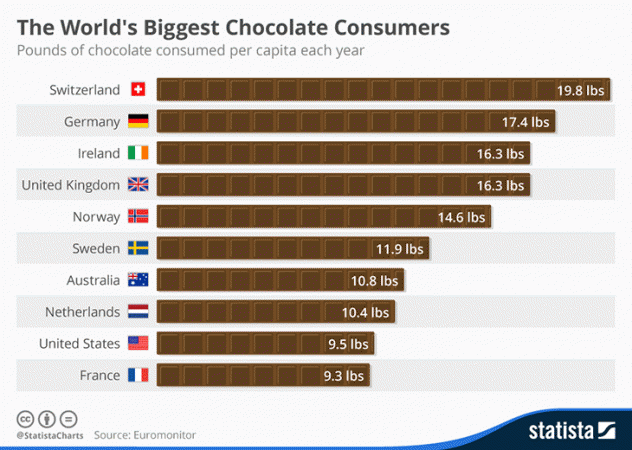 The World's Biggest Chocolate Consumers
Pounds of chocolate consumed per capita each year
Switzerland 19.8 lbs
Germany 17.4 lbs
Ireland 16.3 lbs
United Kingdom 16.3 lbs
Norway 14.6 lbs
Sweden 11.9 lbs
Australia 10.8 lbs
Netherlands 10.4 lbs
United States 9.5 lbs
France 9.3 lbs
cc
@StatistaCharts Source: Euromonitor
statista